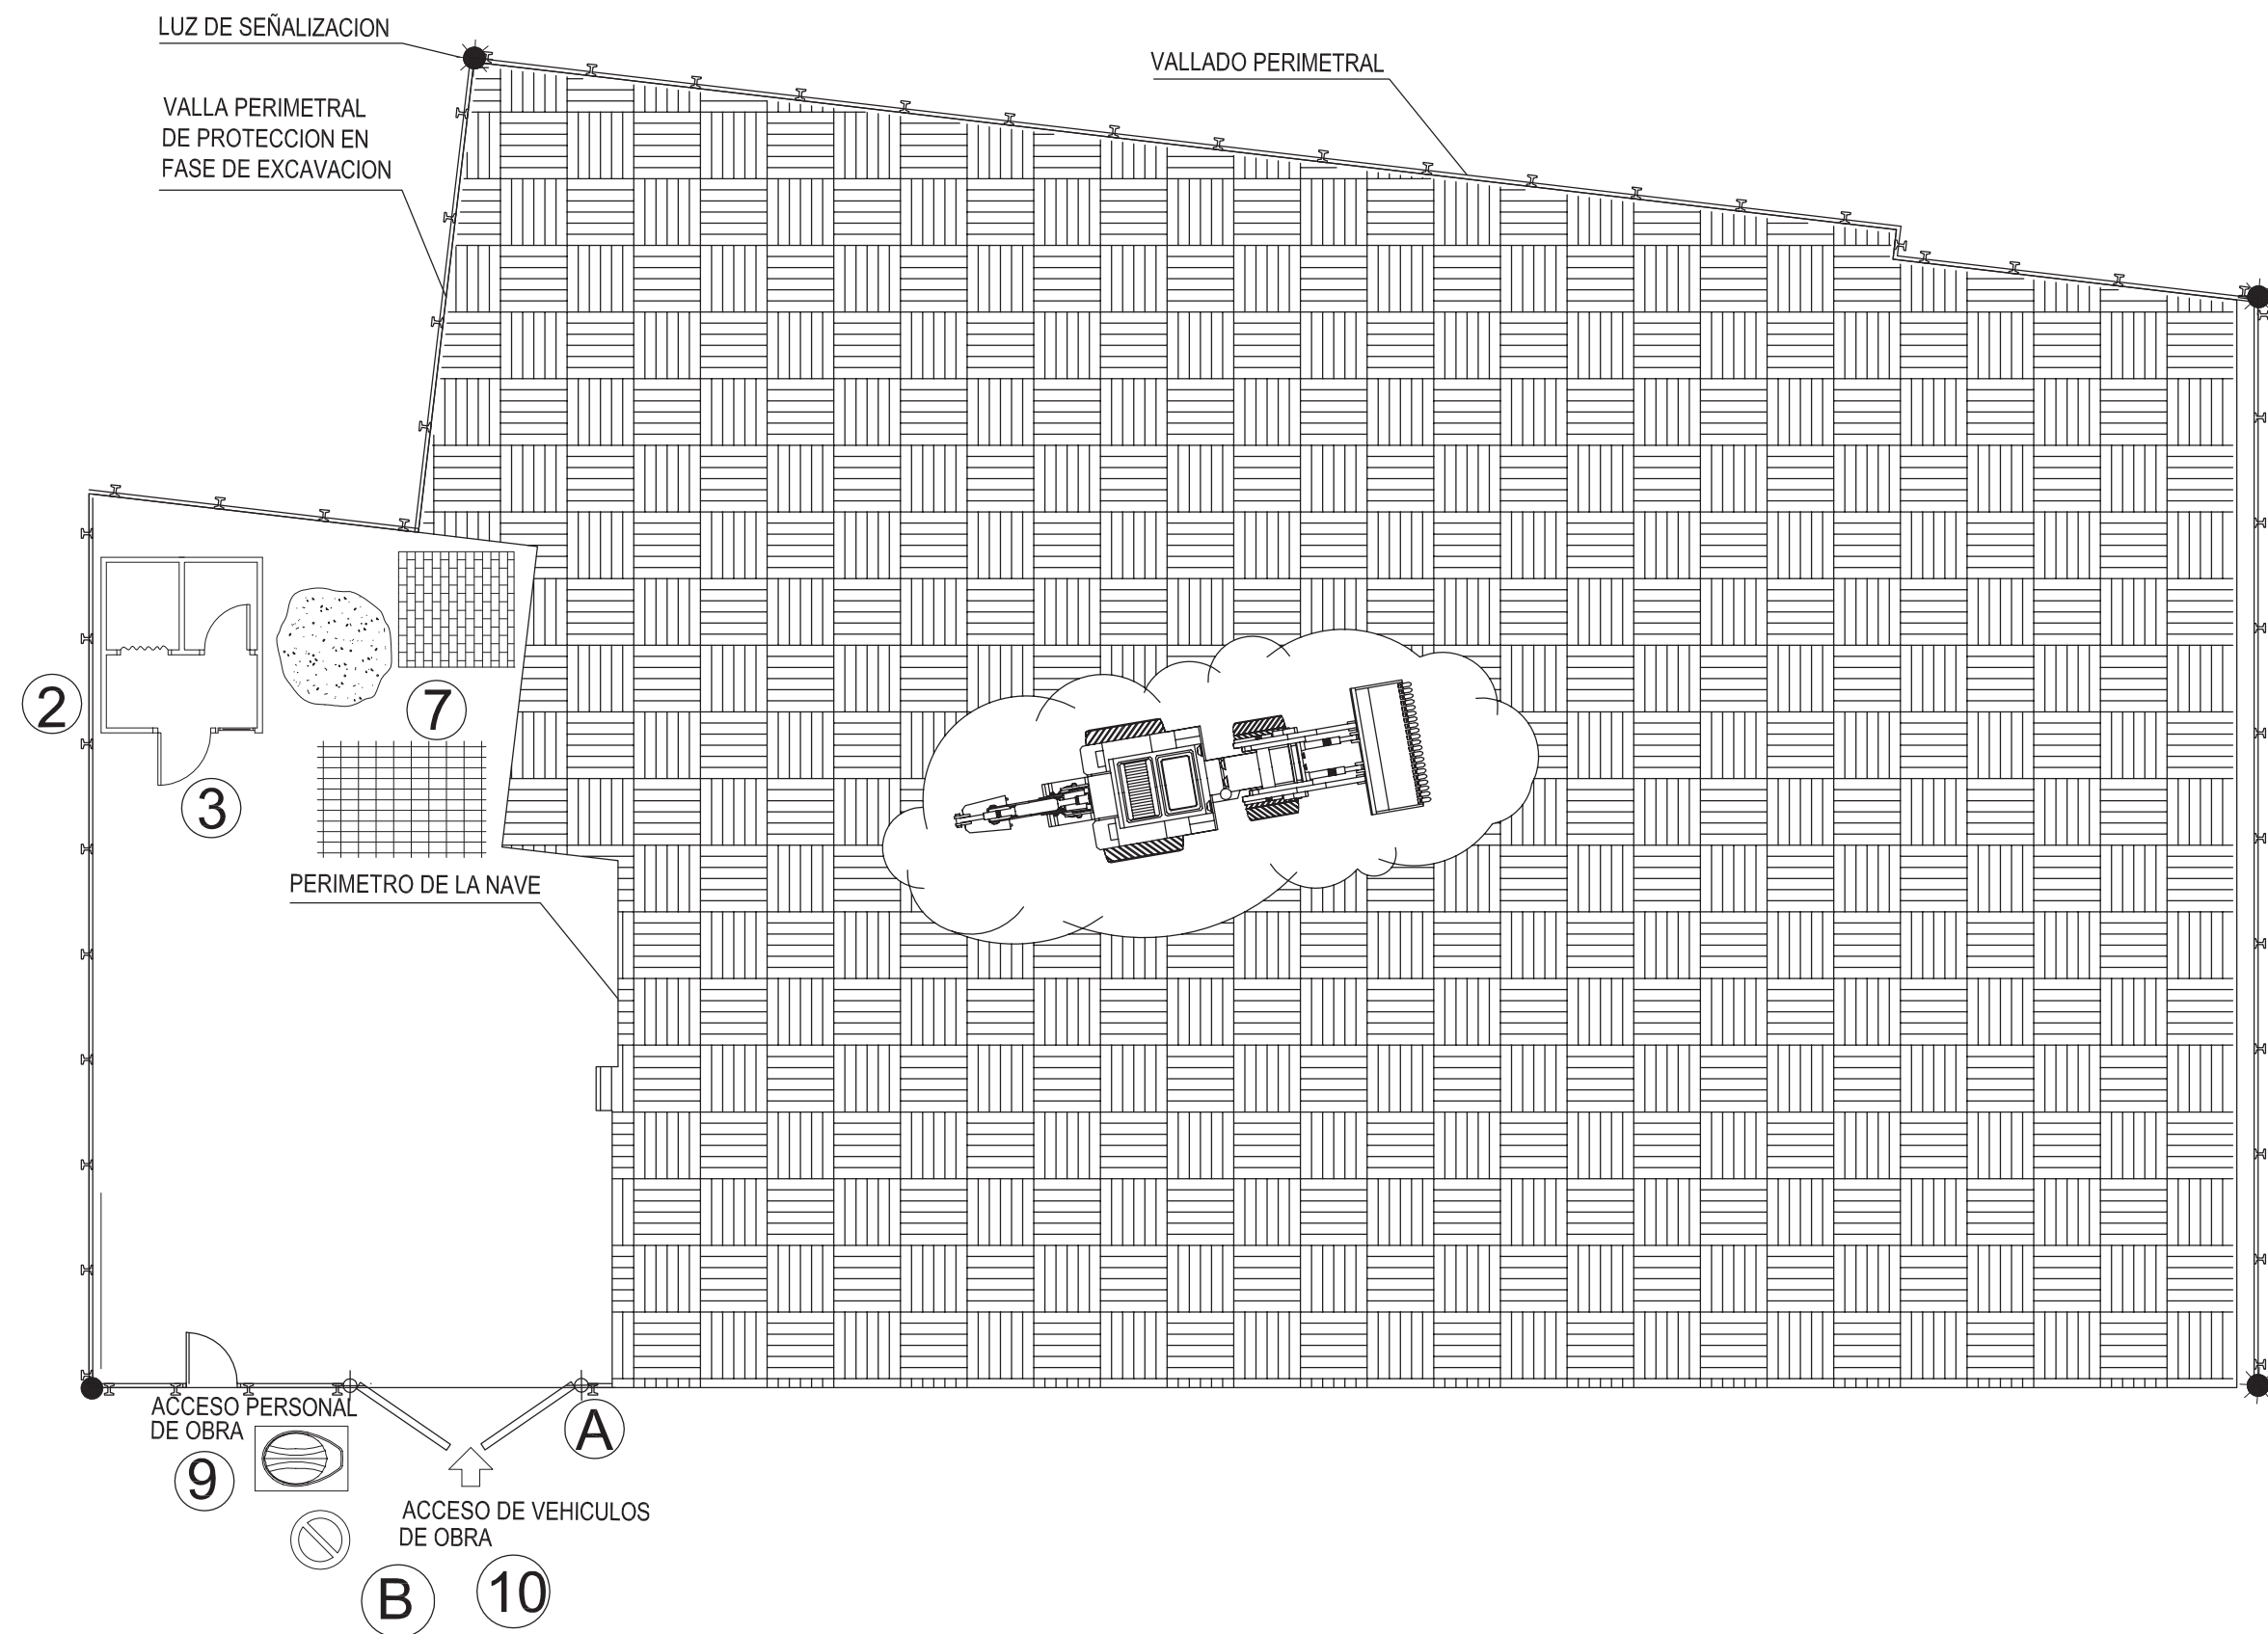 LUZ DE SEÑALIZACION
VALLADO PERIMETRAL
VALLA PERIMETRAL
DE PROTECCION EN
FASE DE EXCAVACION
2
7
3
PERIMETRO DE LA NAVE
ACCESO PERSONAL
DE OBRA
A
9
ACCESO DE VEHICULOS
DE OBRA
B
10